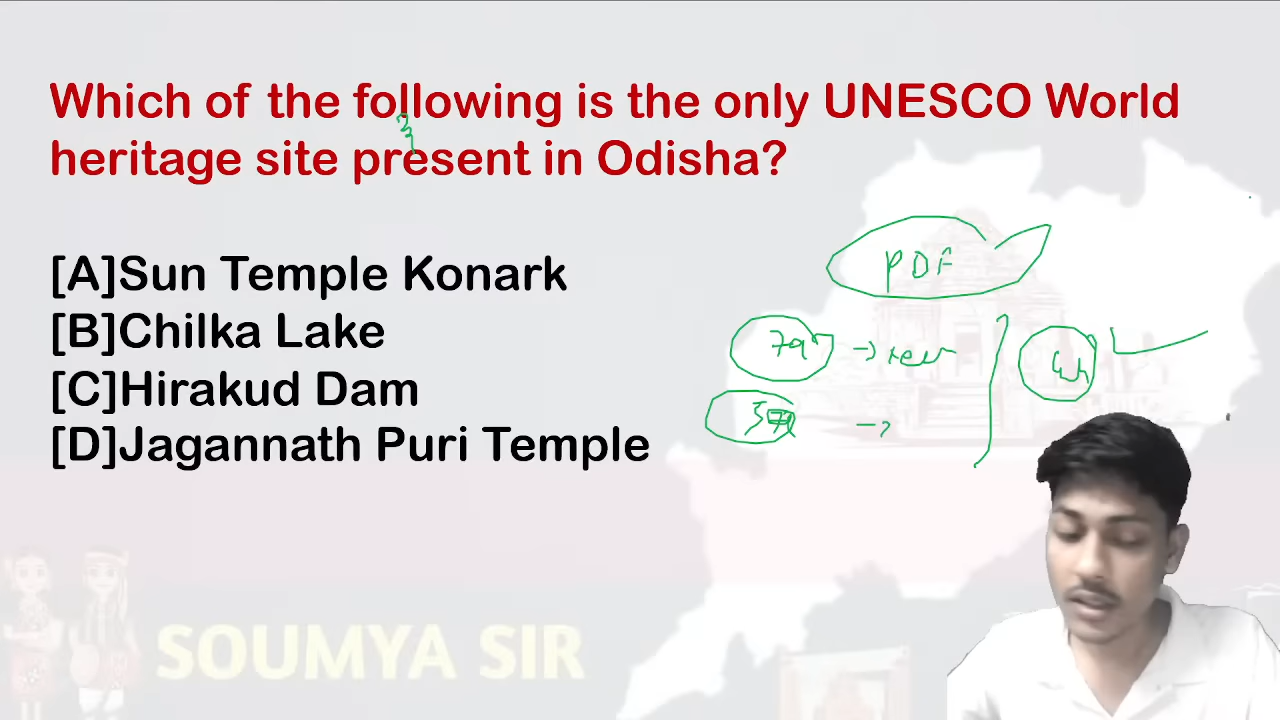 Which of the following is the only UNESCO World
heritage site present in Odisha?
[A]Sun Temple Konark
[B]Chilka Lake
[C]Hirakud Dam
[D]Jagannath Puri Temple
PDF
SOUMYA SIR